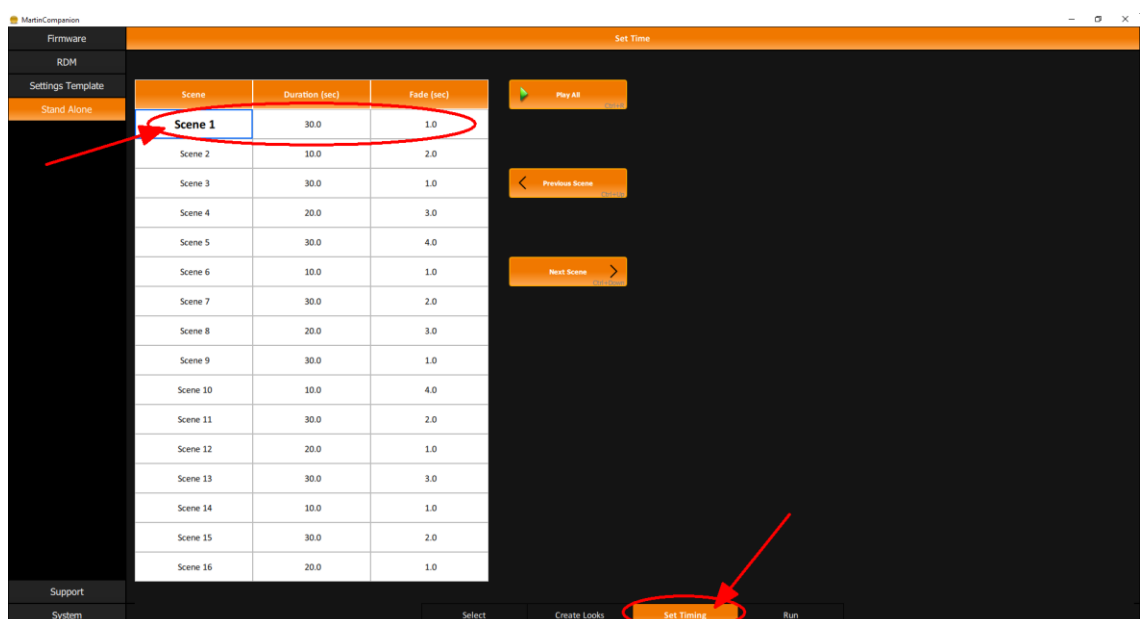 MartinCompanion
Firmware
Set Time
RDM
Settings Template
Stand Alone
Scene Duration (sec) Fade (sec)
Scene 1 30.0 1.0
Scene 2 10.0 2.0
Scene 3 30.0 1.0
Scene 4 20.0 3.0
Scene 5 30.0 4.0
Scene 6 10.0 1.0
Scene 7 30.0 2.0
Scene 8 20.0 3.0
Scene 9 30.0 1.0
Scene 10 10.0 4.0
Scene 11 30.0 2.0
Scene 12 20.0 1.0
Scene 13 30.0 3.0
Scene 14 10.0 1.0
Scene 15 30.0 2.0
Scene 16 20.0 1.0
Play All
Previous Scene
Ctrl+Up
Next Scene
Ctrl+Down
Support
System
Select Create Looks Set Timing Run